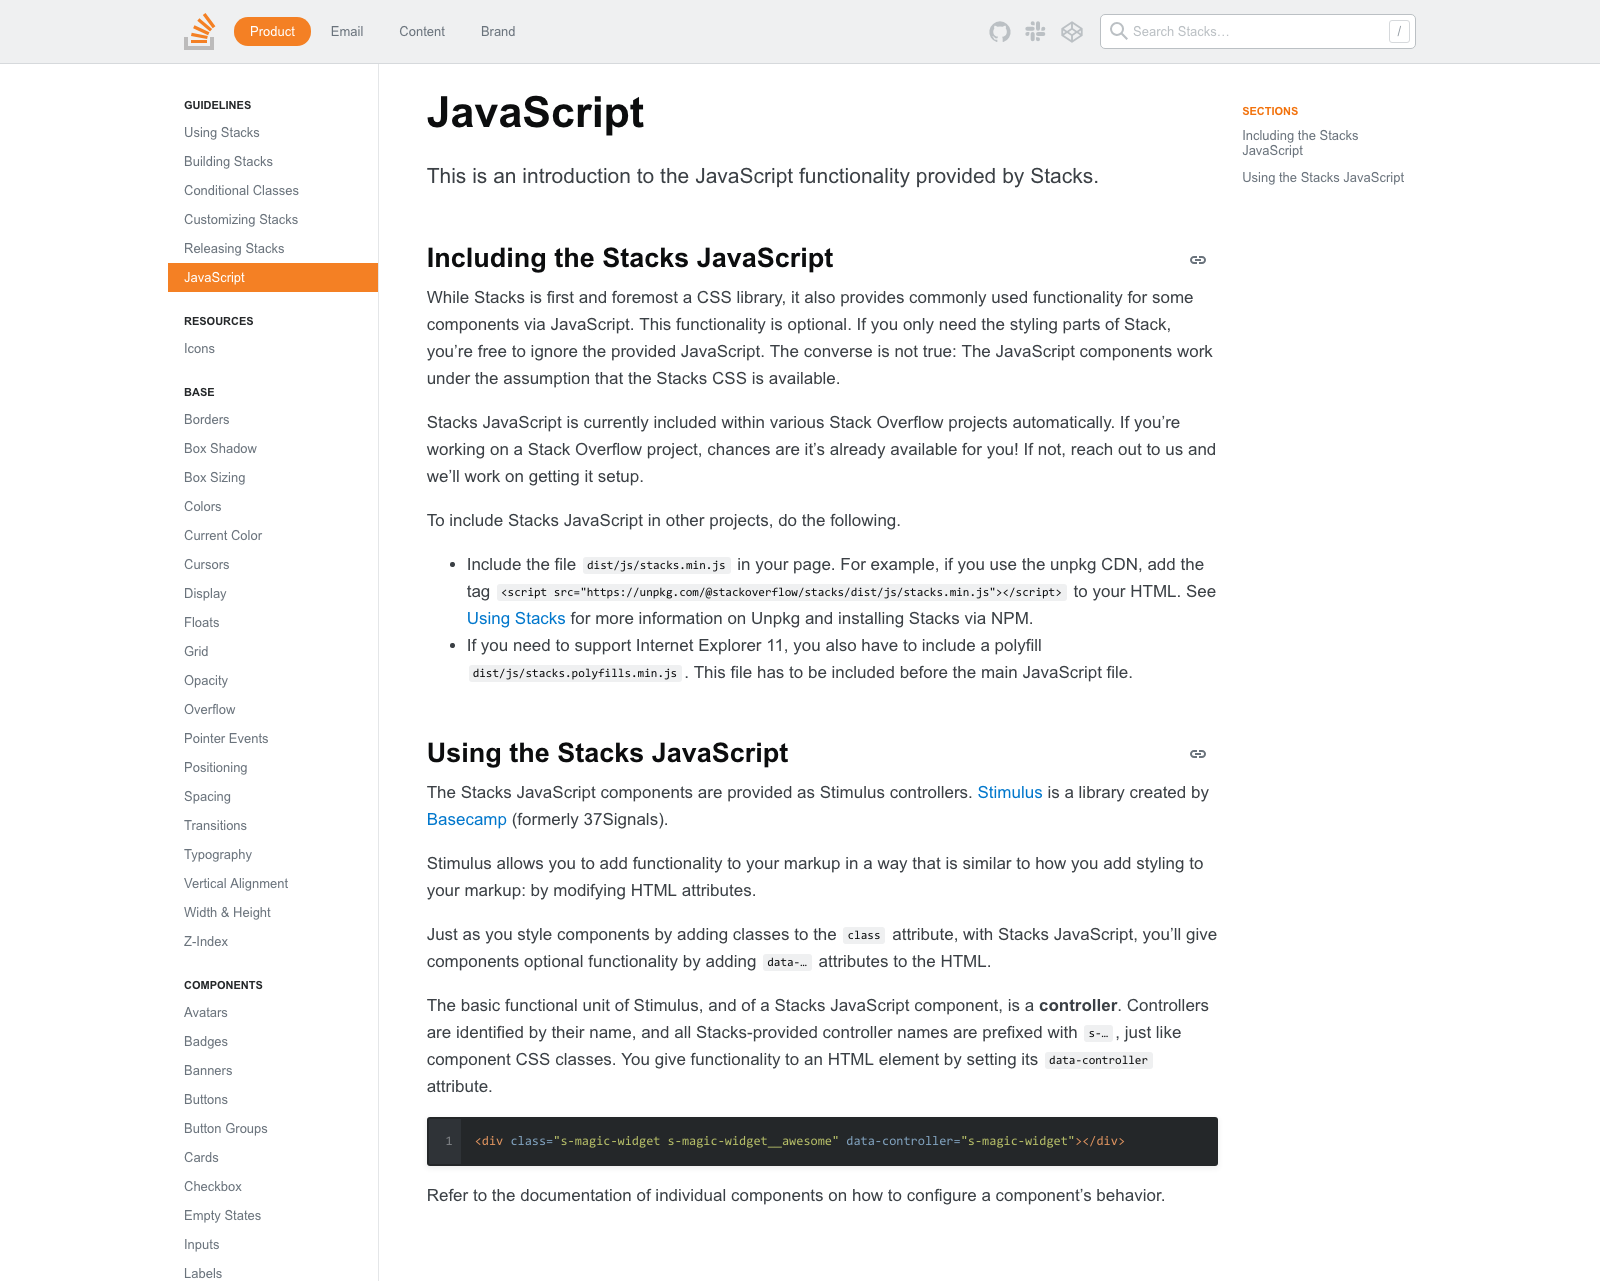 Product
Email
Content
Brand
Search Stacks…
/
GUIDELINES
Using Stacks
Building Stacks
Conditional Classes
Customizing Stacks
Releasing Stacks
JavaScript
RESOURCES
Icons
BASE
Borders
Box Shadow
Box Sizing
Colors
Current Color
Cursors
Display
Floats
Grid
Opacity
Overflow
Pointer Events
Positioning
Spacing
Transitions
Typography
Vertical Alignment
Width & Height
Z-Index
COMPONENTS
Avatars
Badges
Banners
Buttons
Button Groups
Cards
Checkbox
Empty States
Inputs
Labels
JavaScript
This is an introduction to the JavaScript functionality provided by Stacks.
Including the Stacks JavaScript
While Stacks is first and foremost a CSS library, it also provides commonly used functionality for some
components via JavaScript. This functionality is optional. If you only need the styling parts of Stack,
you’re free to ignore the provided JavaScript. The converse is not true: The JavaScript components work
under the assumption that the Stacks CSS is available.
Stacks JavaScript is currently included within various Stack Overflow projects automatically. If you’re
working on a Stack Overflow project, chances are it’s already available for you! If not, reach out to us and
we’ll work on getting it setup.
To include Stacks JavaScript in other projects, do the following.
• Include the file dist/js/stacks.min.js in your page. For example, if you use the unpkg CDN, add the
tag <script src="https://unpkg.com/@stackoverflow/stacks/dist/js/stacks.min.js"></script> to your HTML. See
Using Stacks for more information on Unpkg and installing Stacks via NPM.
• If you need to support Internet Explorer 11, you also have to include a polyfill
dist/js/stacks.polyfills.min.js. This file has to be included before the main JavaScript file.
Using the Stacks JavaScript
The Stacks JavaScript components are provided as Stimulus controllers. Stimulus is a library created by
Basecamp (formerly 37Signals).
Stimulus allows you to add functionality to your markup in a way that is similar to how you add styling to
your markup: by modifying HTML attributes.
Just as you style components by adding classes to the class attribute, with Stacks JavaScript, you’ll give
components optional functionality by adding data-… attributes to the HTML.
The basic functional unit of Stimulus, and of a Stacks JavaScript component, is a controller. Controllers
are identified by their name, and all Stacks-provided controller names are prefixed with s-…, just like
component CSS classes. You give functionality to an HTML element by setting its data-controller
attribute.
1 <div class="s-magic-widget s-magic-widget__awesome" data-controller="s-magic-widget"></div>
Refer to the documentation of individual components on how to configure a component’s behavior.
SECTIONS
Including the Stacks
JavaScript
Using the Stacks JavaScript